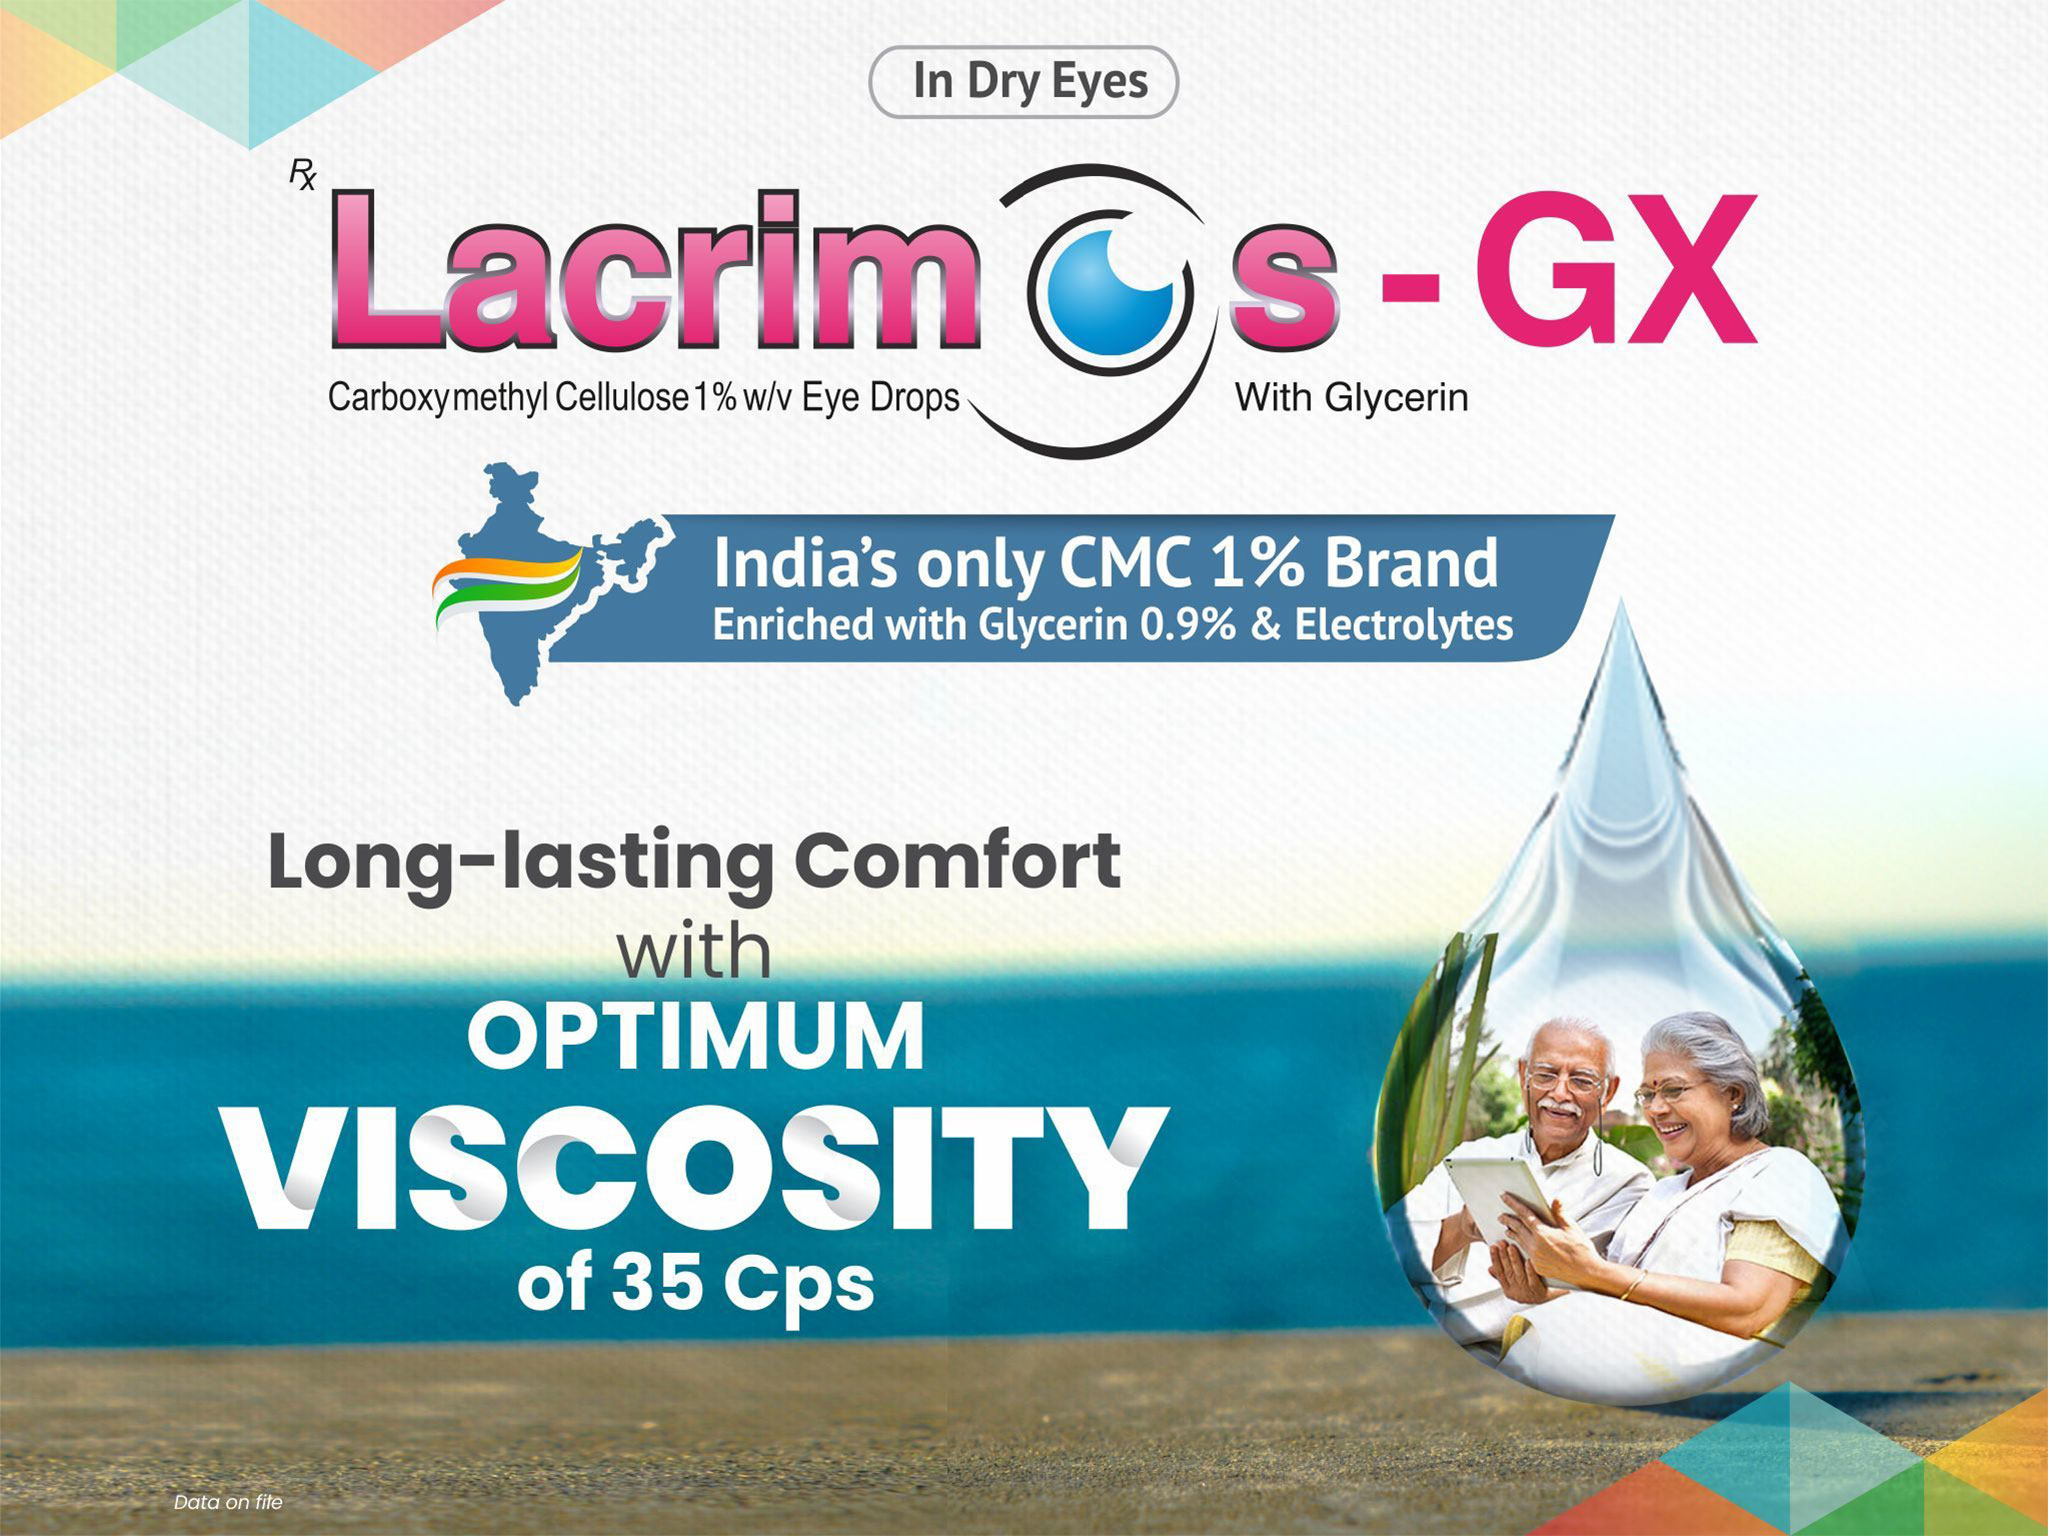 In Dry Eyes
Rx
Lacrimos - GX
Carboxymethyl Cellulose 1% w/v Eye Drops With Glycerin
India's only CMC 1% Brand
Enriched with Glycerin 0.9% & Electrolytes
Long-lasting Comfort
with
OPTIMUM
VISCOSITY
of 35 Cps
Data on file